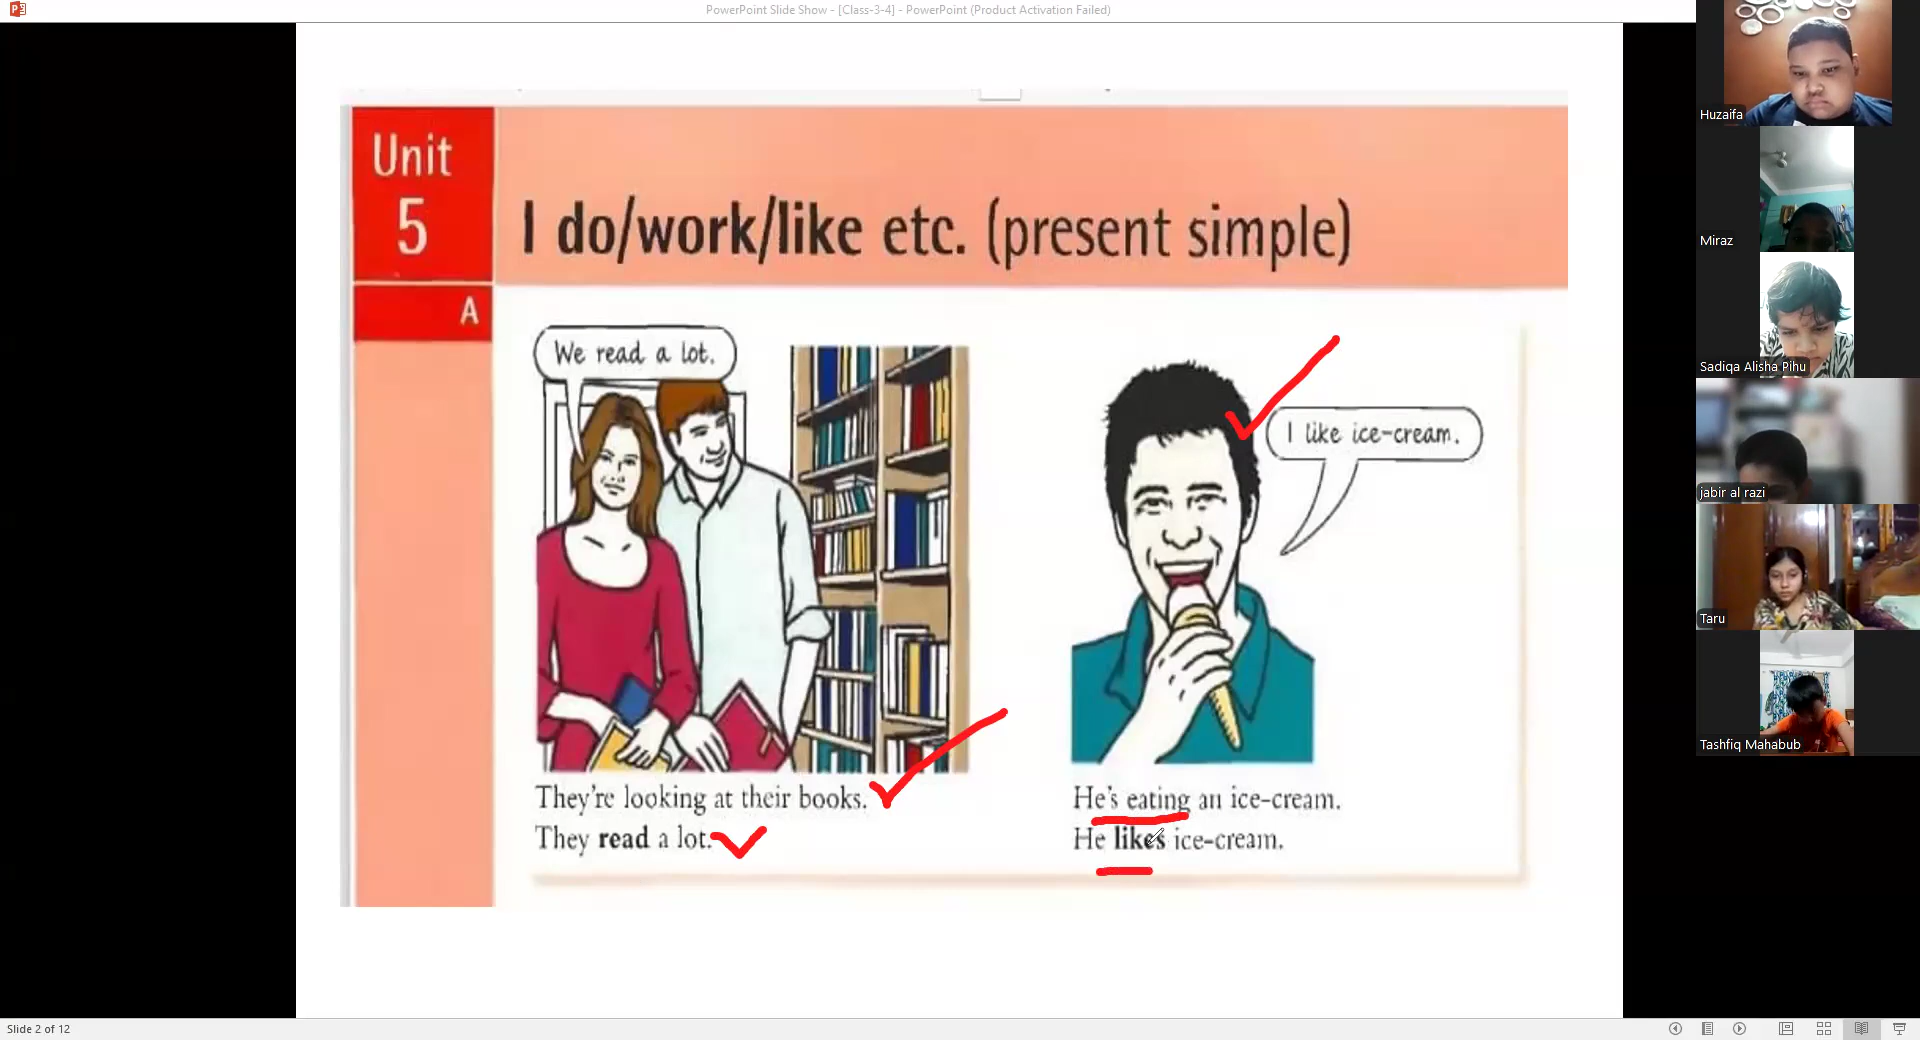 PowerPoint Slide Show - [Class-3-4] - PowerPoint (Product Activation Failed)
Unit
5
I do/work/like etc. (present simple)
A
We read a lot.
I like ice-cream.
They're looking at their books.
They read a lot.
He's eating an ice-cream.
He likes ice-cream.
Huzaifa
Miraz
Sadiqa Alisha Pihu
jabir al razi
Taru
Tashfiq Mahabub
Slide 2 of 12